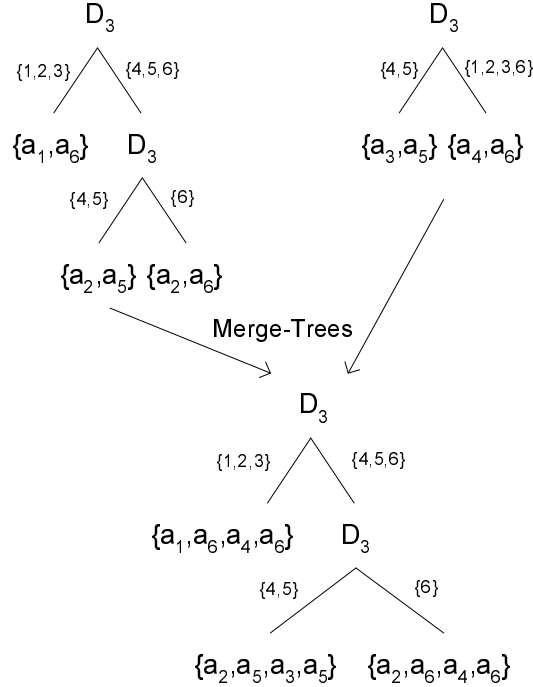 D3 D3
{1,2,3} {4,5,6} {4,5} {1,2,3,6}
{a1,a6} D3 {a3,a5} {a4,a6}
{4,5} {6}
{a2,a5} {a2,a6}
Merge-Trees
D3
{1,2,3} {4,5,6}
{a1,a6,a4,a6} D3
{4,5} {6}
{a2,a5,a3,a5} {a2,a6,a4,a6}